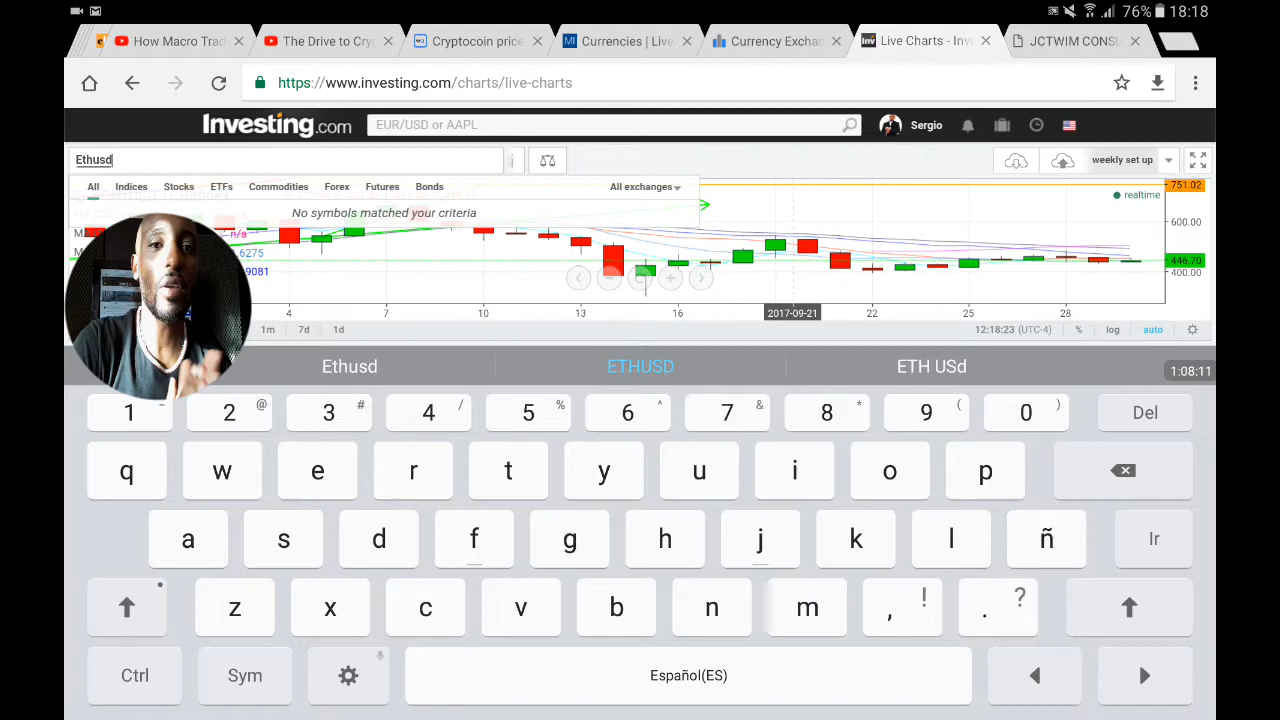 76% 18:18
How Macro Trad
The Drive to Cry
Cryptocoin price
Currencies | Live
Currency Exchan
Live Charts - Inve
JCTWIM CONSU
https://www.investing.com/charts/live-charts
Investing.com
EUR/USD or AAPL
Sergio
Ethusd
weekly set up
All Indices Stocks ETFs Commodities Forex Futures Bonds All exchanges
No symbols matched your criteria
751.02
realtime
600.00
n/a
6275
9081
446.70
400.00
4 7 10 13 16 2017-09-21 22 25 28
1m 7d 1d 12:18:23 (UTC-4) % log auto
Ethusd ETHUSD ETH USd
1:08:11
1 - 2 @ 3 # 4 / 5 % 6 ^ 7 & 8 * 9 ( 0 ) Del
q w e r t y u i o p
a s d f g h j k l ñ Ir
z x c v b n m , ! . ?
Ctrl Sym Español(ES)